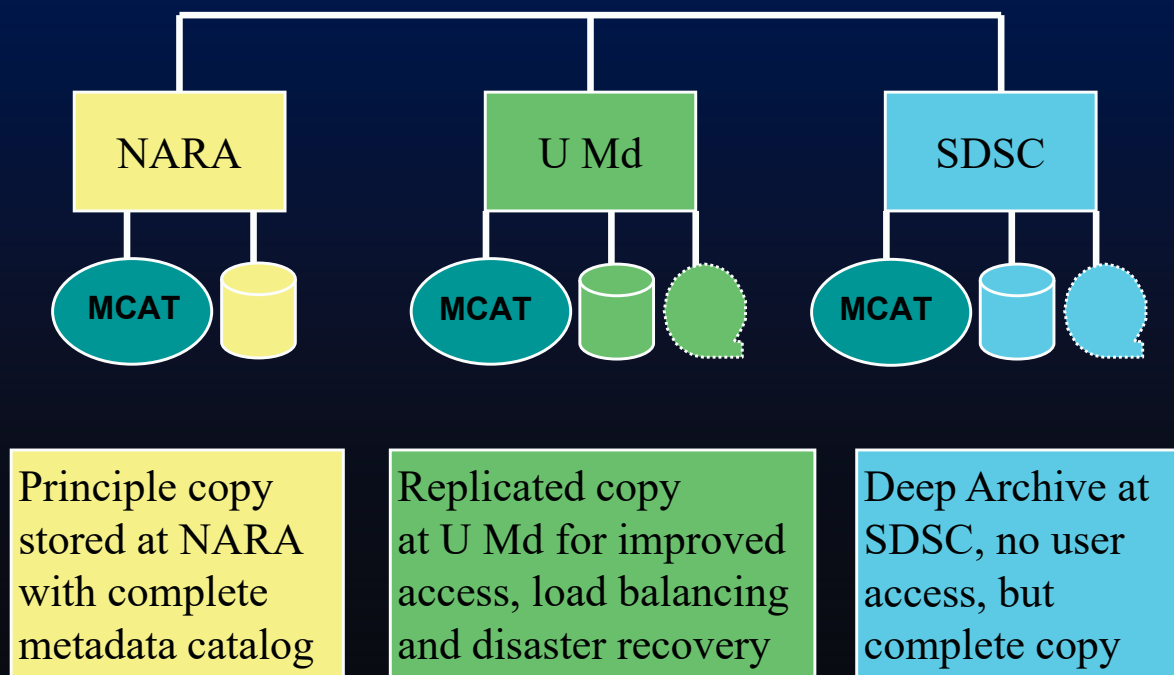 NARA
U Md
SDSC
MCAT
MCAT
MCAT
Principle copy
stored at NARA
with complete
metadata catalog
Replicated copy
at U Md for improved
access, load balancing
and disaster recovery
Deep Archive at
SDSC, no user
access, but
complete copy